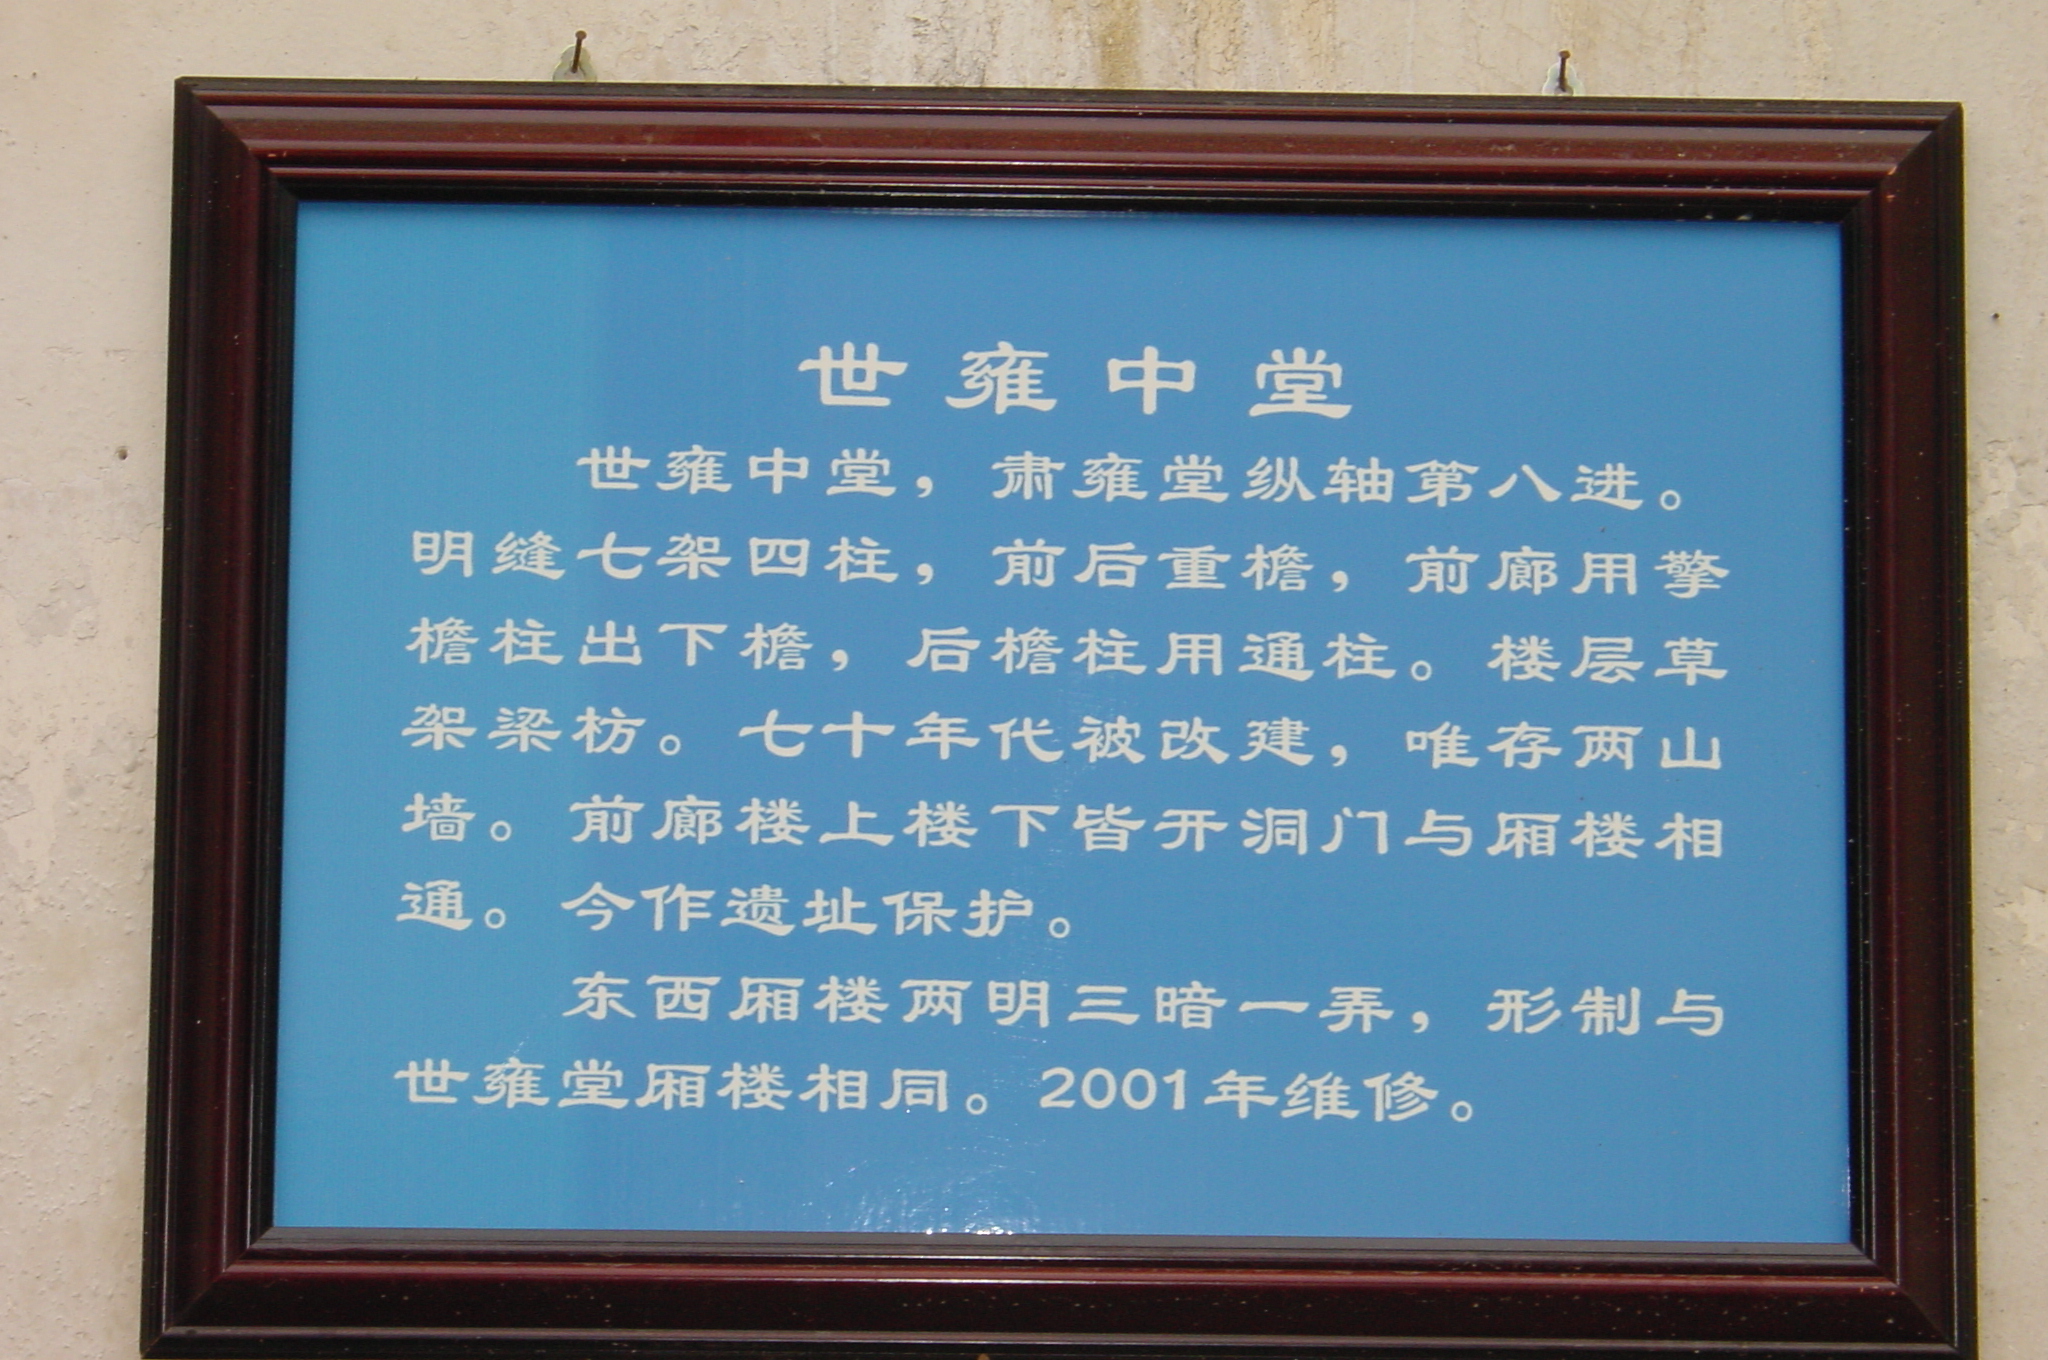 世雍中堂
世雍中堂，肃雍堂纵轴第八进。
明缝七架四柱，前后重檐，前廊用擎
檐柱出下檐，后檐柱用通柱。楼层草
架梁枋。七十年代被改建，唯存两山
墙。前廊楼上楼下皆开洞门与厢楼相
通。今作遗址保护。
东西厢楼两明三暗一弄，形制与
世雍堂厢楼相同。2001年维修。